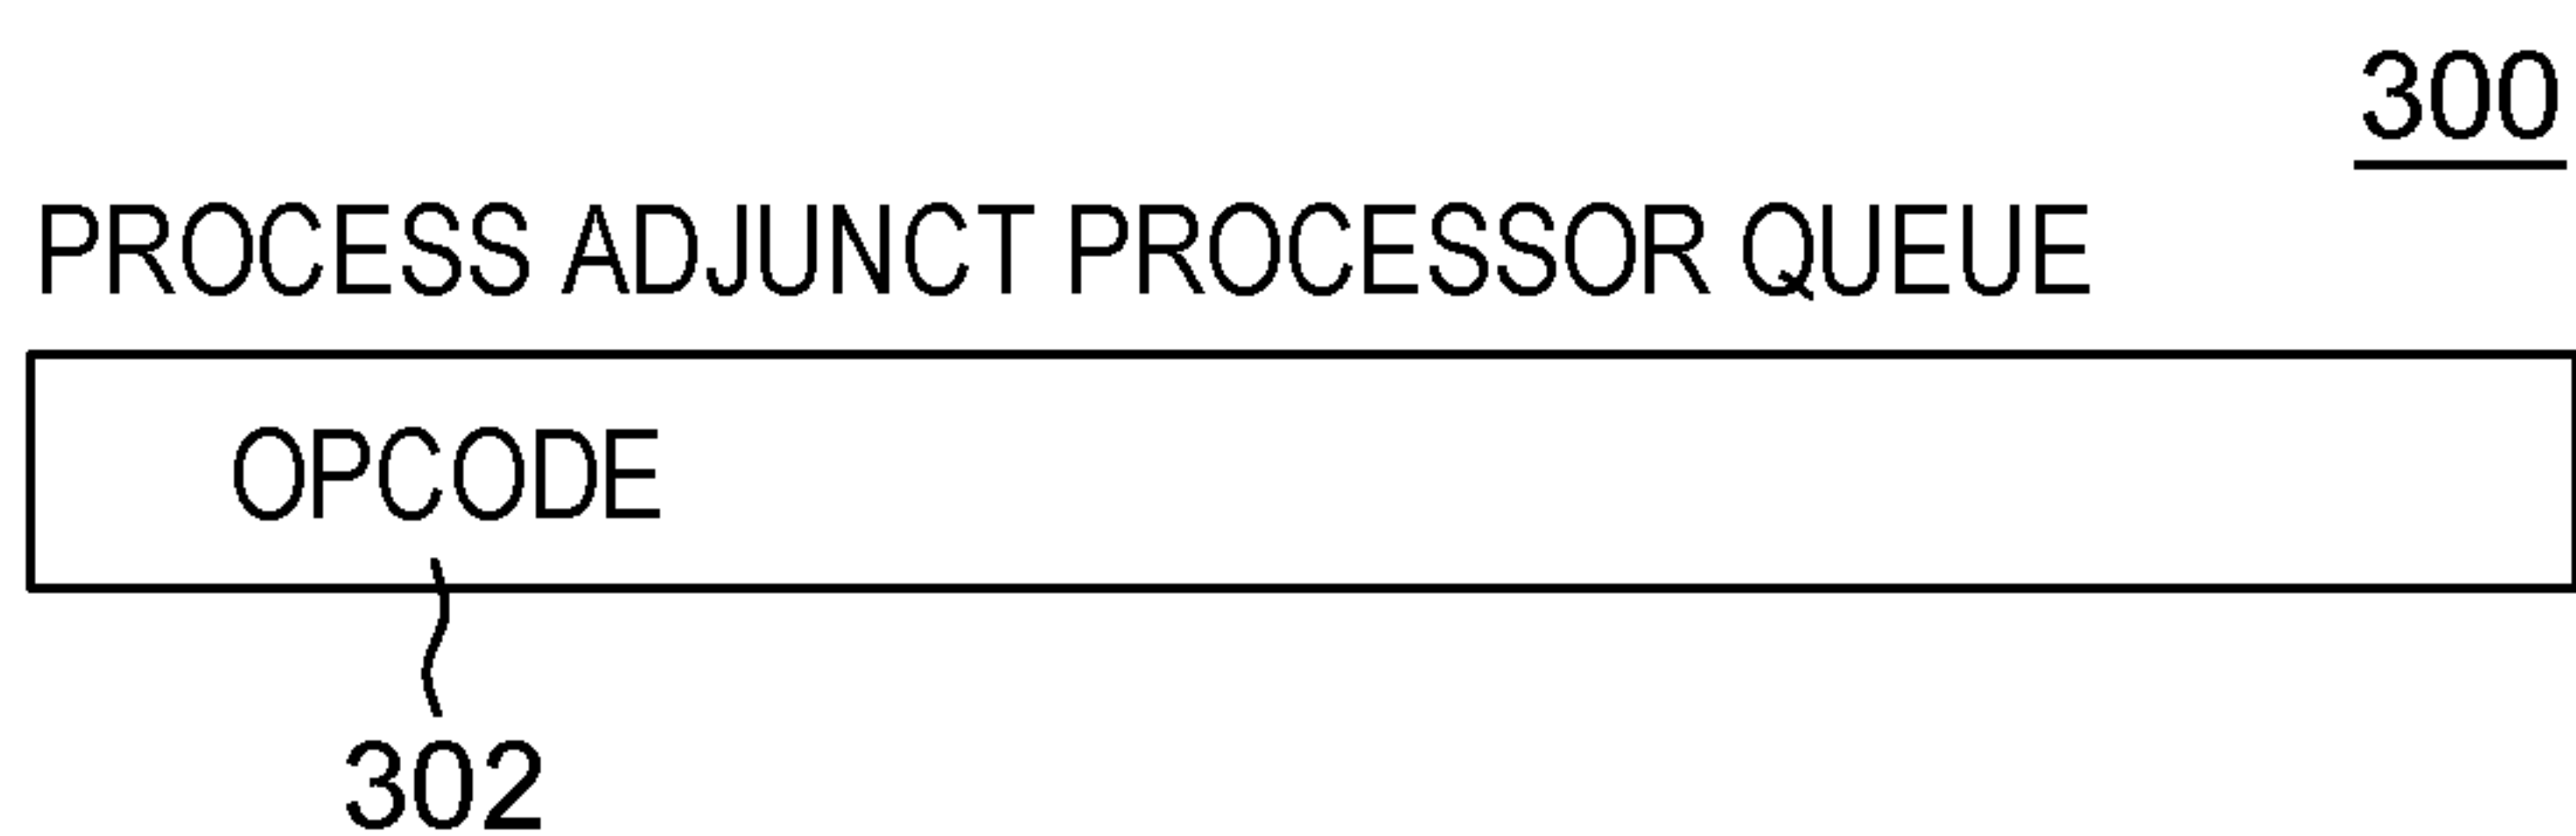 300
PROCESS ADJUNCT PROCESSOR QUEUE
OPCODE
302